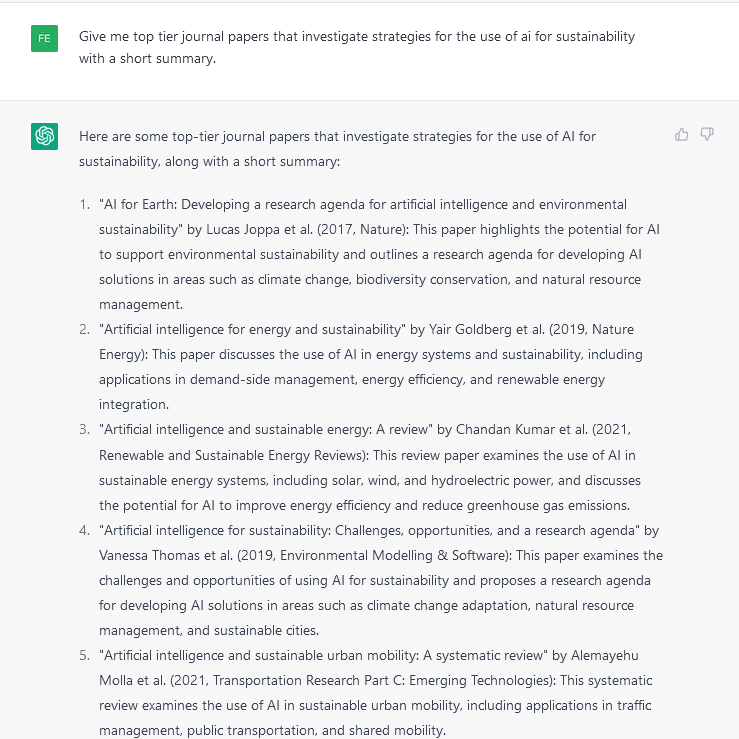 FE
Give me top tier journal papers that investigate strategies for the use of ai for sustainability
with a short summary.
Here are some top-tier journal papers that investigate strategies for the use of AI for
sustainability, along with a short summary:
1. "AI for Earth: Developing a research agenda for artificial intelligence and environmental
sustainability" by Lucas Joppa et al. (2017, Nature): This paper highlights the potential for AI
to support environmental sustainability and outlines a research agenda for developing AI
solutions in areas such as climate change, biodiversity conservation, and natural resource
management.
2. "Artificial intelligence for energy and sustainability" by Yair Goldberg et al. (2019, Nature
Energy): This paper discusses the use of AI in energy systems and sustainability, including
applications in demand-side management, energy efficiency, and renewable energy
integration.
3. "Artificial intelligence and sustainable energy: A review" by Chandan Kumar et al. (2021,
Renewable and Sustainable Energy Reviews): This review paper examines the use of AI in
sustainable energy systems, including solar, wind, and hydroelectric power, and discusses
the potential for AI to improve energy efficiency and reduce greenhouse gas emissions.
4. "Artificial intelligence for sustainability: Challenges, opportunities, and a research agenda" by
Vanessa Thomas et al. (2019, Environmental Modelling & Software): This paper examines the
challenges and opportunities of using AI for sustainability and proposes a research agenda
for developing AI solutions in areas such as climate change adaptation, natural resource
management, and sustainable cities.
5. "Artificial intelligence and sustainable urban mobility: A systematic review" by Alemayehu
Molla et al. (2021, Transportation Research Part C: Emerging Technologies): This systematic
review examines the use of AI in sustainable urban mobility, including applications in traffic
management, public transportation, and shared mobility.